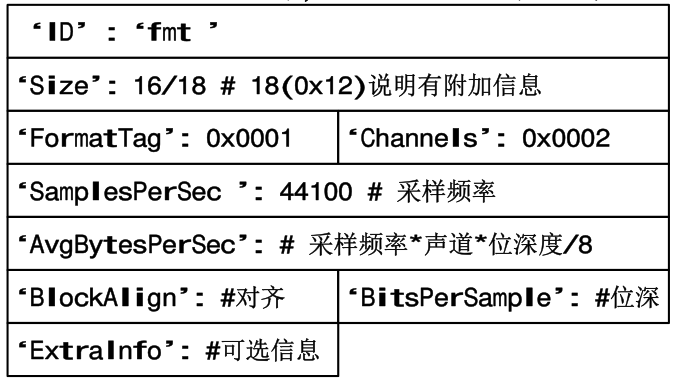 ‘ID’ : ‘fmt ’
‘Size’: 16/18 # 18(0x12)说明有附加信息
‘FormatTag’: 0x0001 ‘Channels’: 0x0002
‘SamplesPerSec ’: 44100 # 采样频率
‘AvgBytesPerSec’: # 采样频率*声道*位深度/8
‘BlockAlign’: #对齐 ‘BitsPerSample’: #位深
‘ExtraInfo’: #可选信息